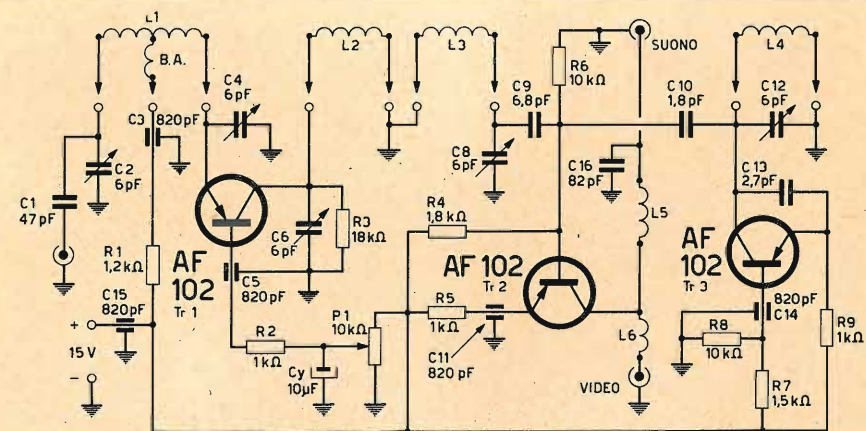 L1
B.A.
C4
6pF
L2
L3
SUONO
L4
R6
10kΩ
C9
6,8pF
C10
1,8pF
C12
6pF
C3
820pF
C2
6pF
C1
47pF
C8
6pF
C16
82pF
C13
2,7pF
R1
1,2kΩ
AF
102
Tr 1
C6
6pF
R3
18kΩ
R4
1,8kΩ
L5
C5
820pF
AF 102
Tr 2
AF
102
Tr 3
C15
820pF
+
15 V
-
R2
1kΩ
Cy
10µF
P1
10kΩ
R5
1kΩ
C11
820 pF
L6
VIDEO
820pF
C14
R8
10kΩ
R9
1kΩ
R7
1,5kΩ